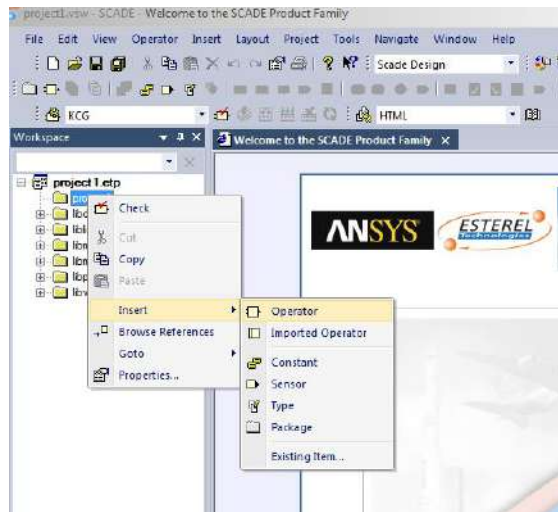 project1.vsw - SCADE - Welcome to the SCADE Product Family
File Edit View Operator Insert Layout Project Tools Navigate Window Help
Scade Design
KCG HTML
Workspace
Welcome to the SCADE Product Family
project1.etp
Check
Cut
Copy
Paste
Insert
Browse References
Goto
Properties...
Operator
Imported Operator
Constant
Sensor
Type
Package
Existing Item...
ANSYS
ESTEREL
Technologies